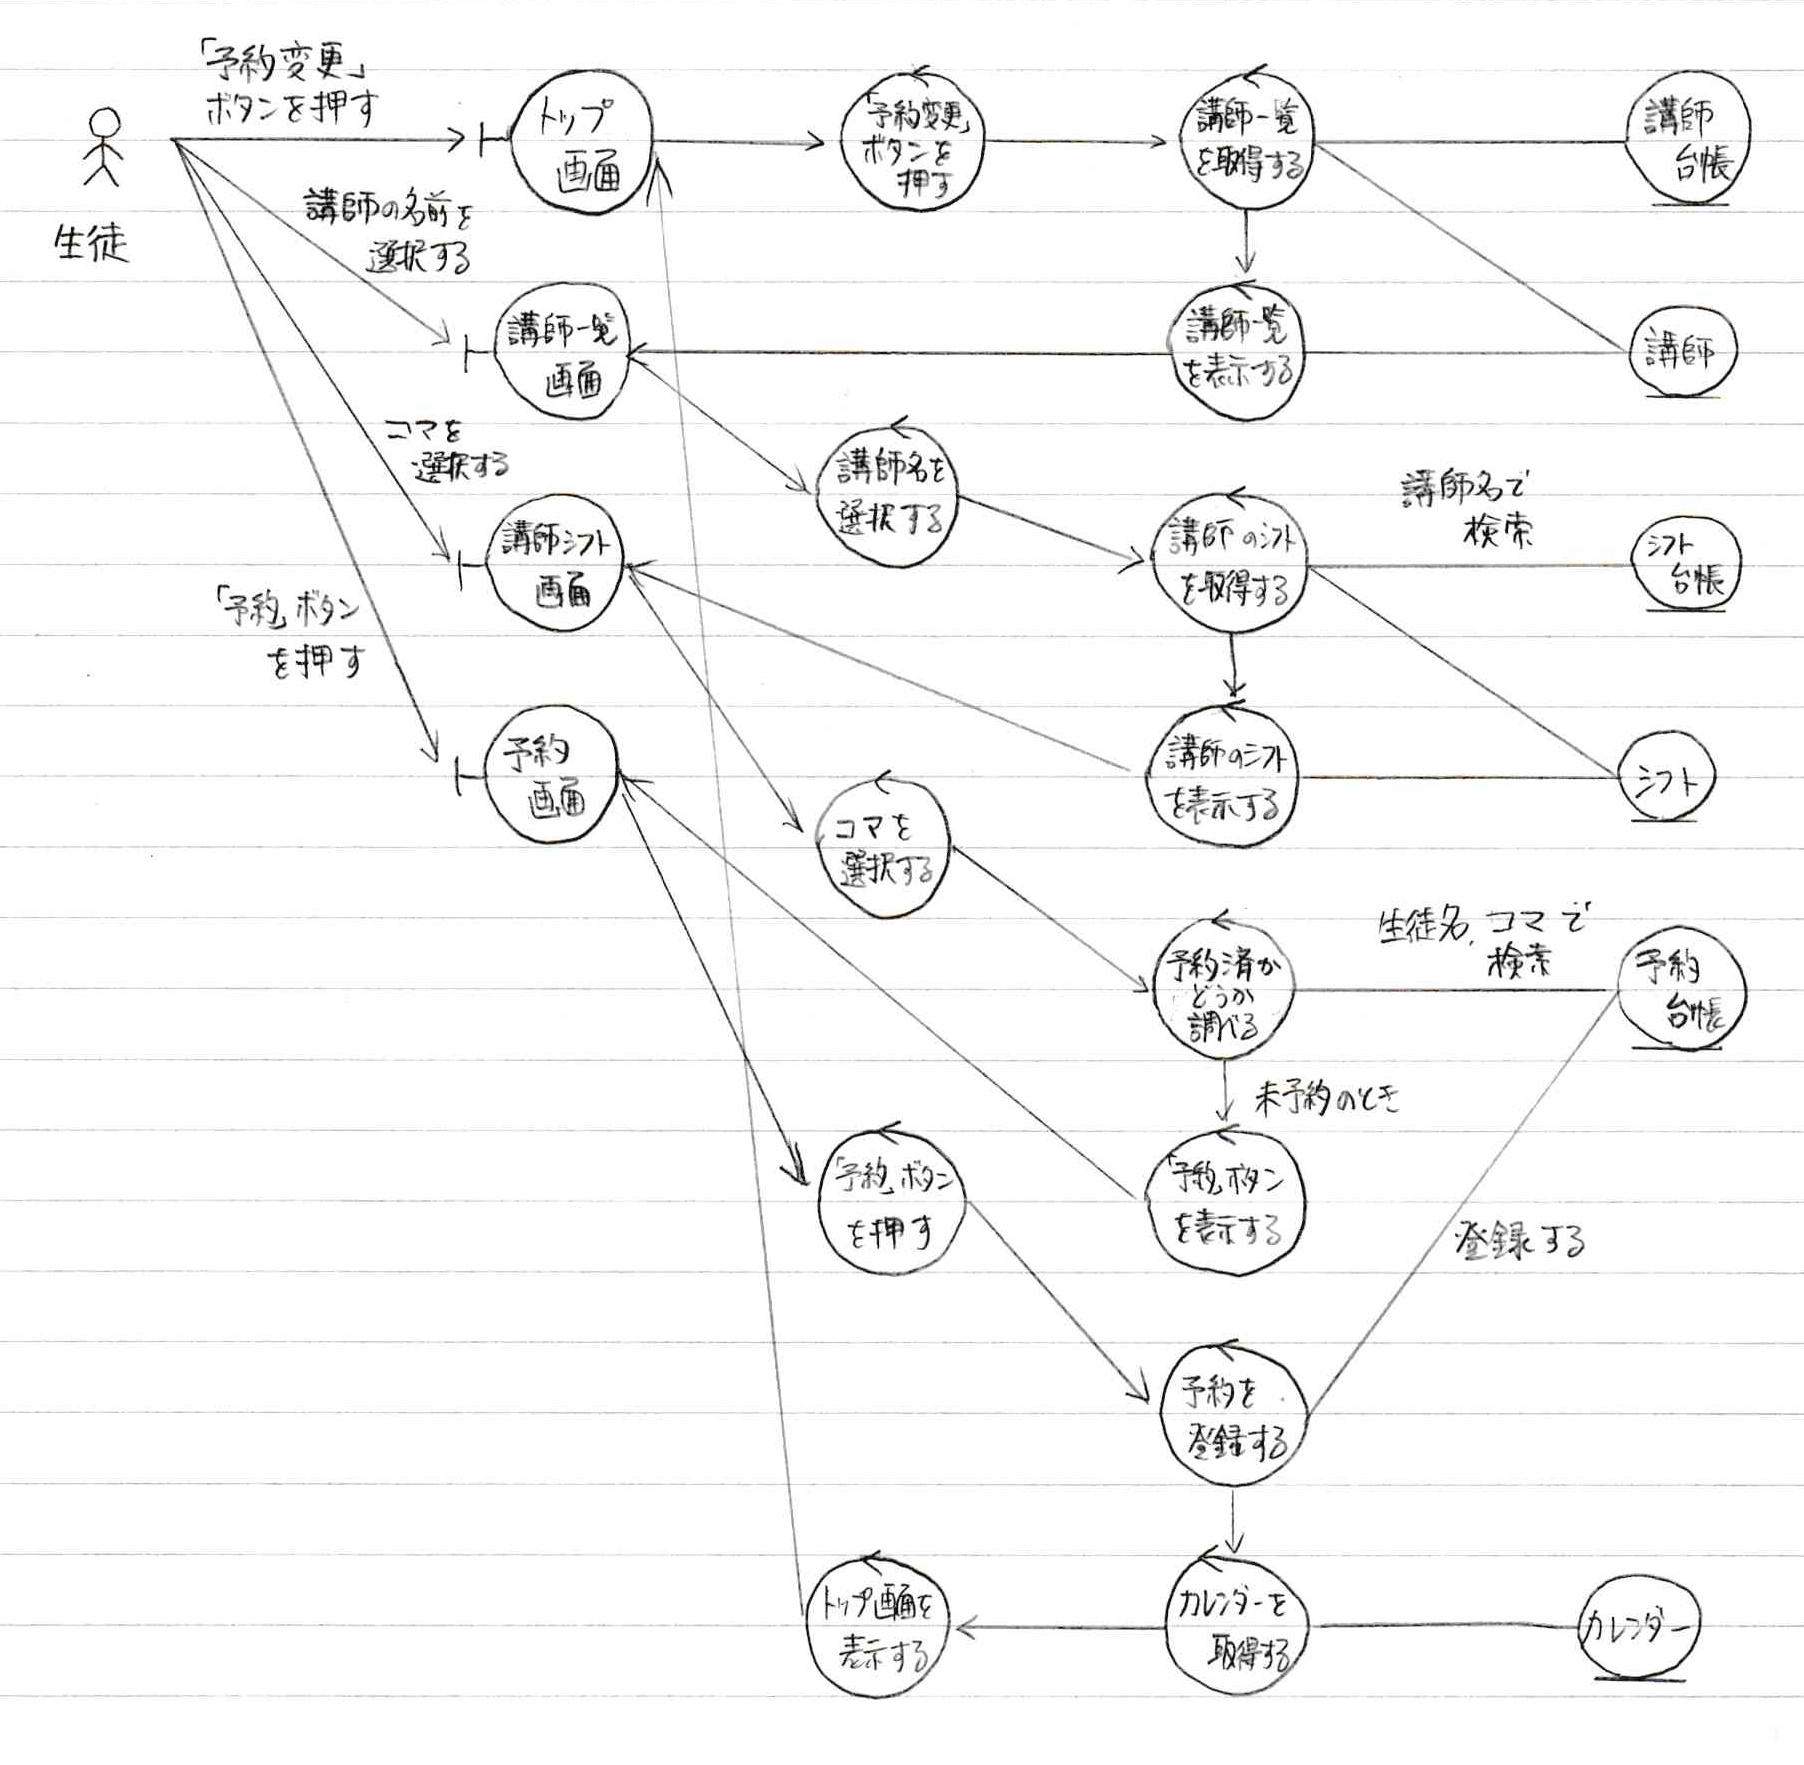 「予約変更」
ボタンを押す
生徒
トップ
画面
「予約変更」
ボタンを
押す
講師一覧
を取得する
講師
台帳
講師の名前を
選択する
講師一覧
画面
講師一覧
を表示する
講師
コマを
選択する
講師名を
選択する
講師シフト
画面
講師のシフト
を取得する
講師名で
検索
シフト
台帳
「予約」ボタン
を押す
予約
画面
講師のシフト
を表示する
シフト
コマを
選択する
予約済か
どうか
調べる
生徒名,コマで
検索
予約
台帳
未予約のとき
「予約」ボタン
を押す
「予約」ボタン
を表示する
登録する
予約を
登録する
トップ画面を
表示する
カレンダーを
取得する
カレンダー